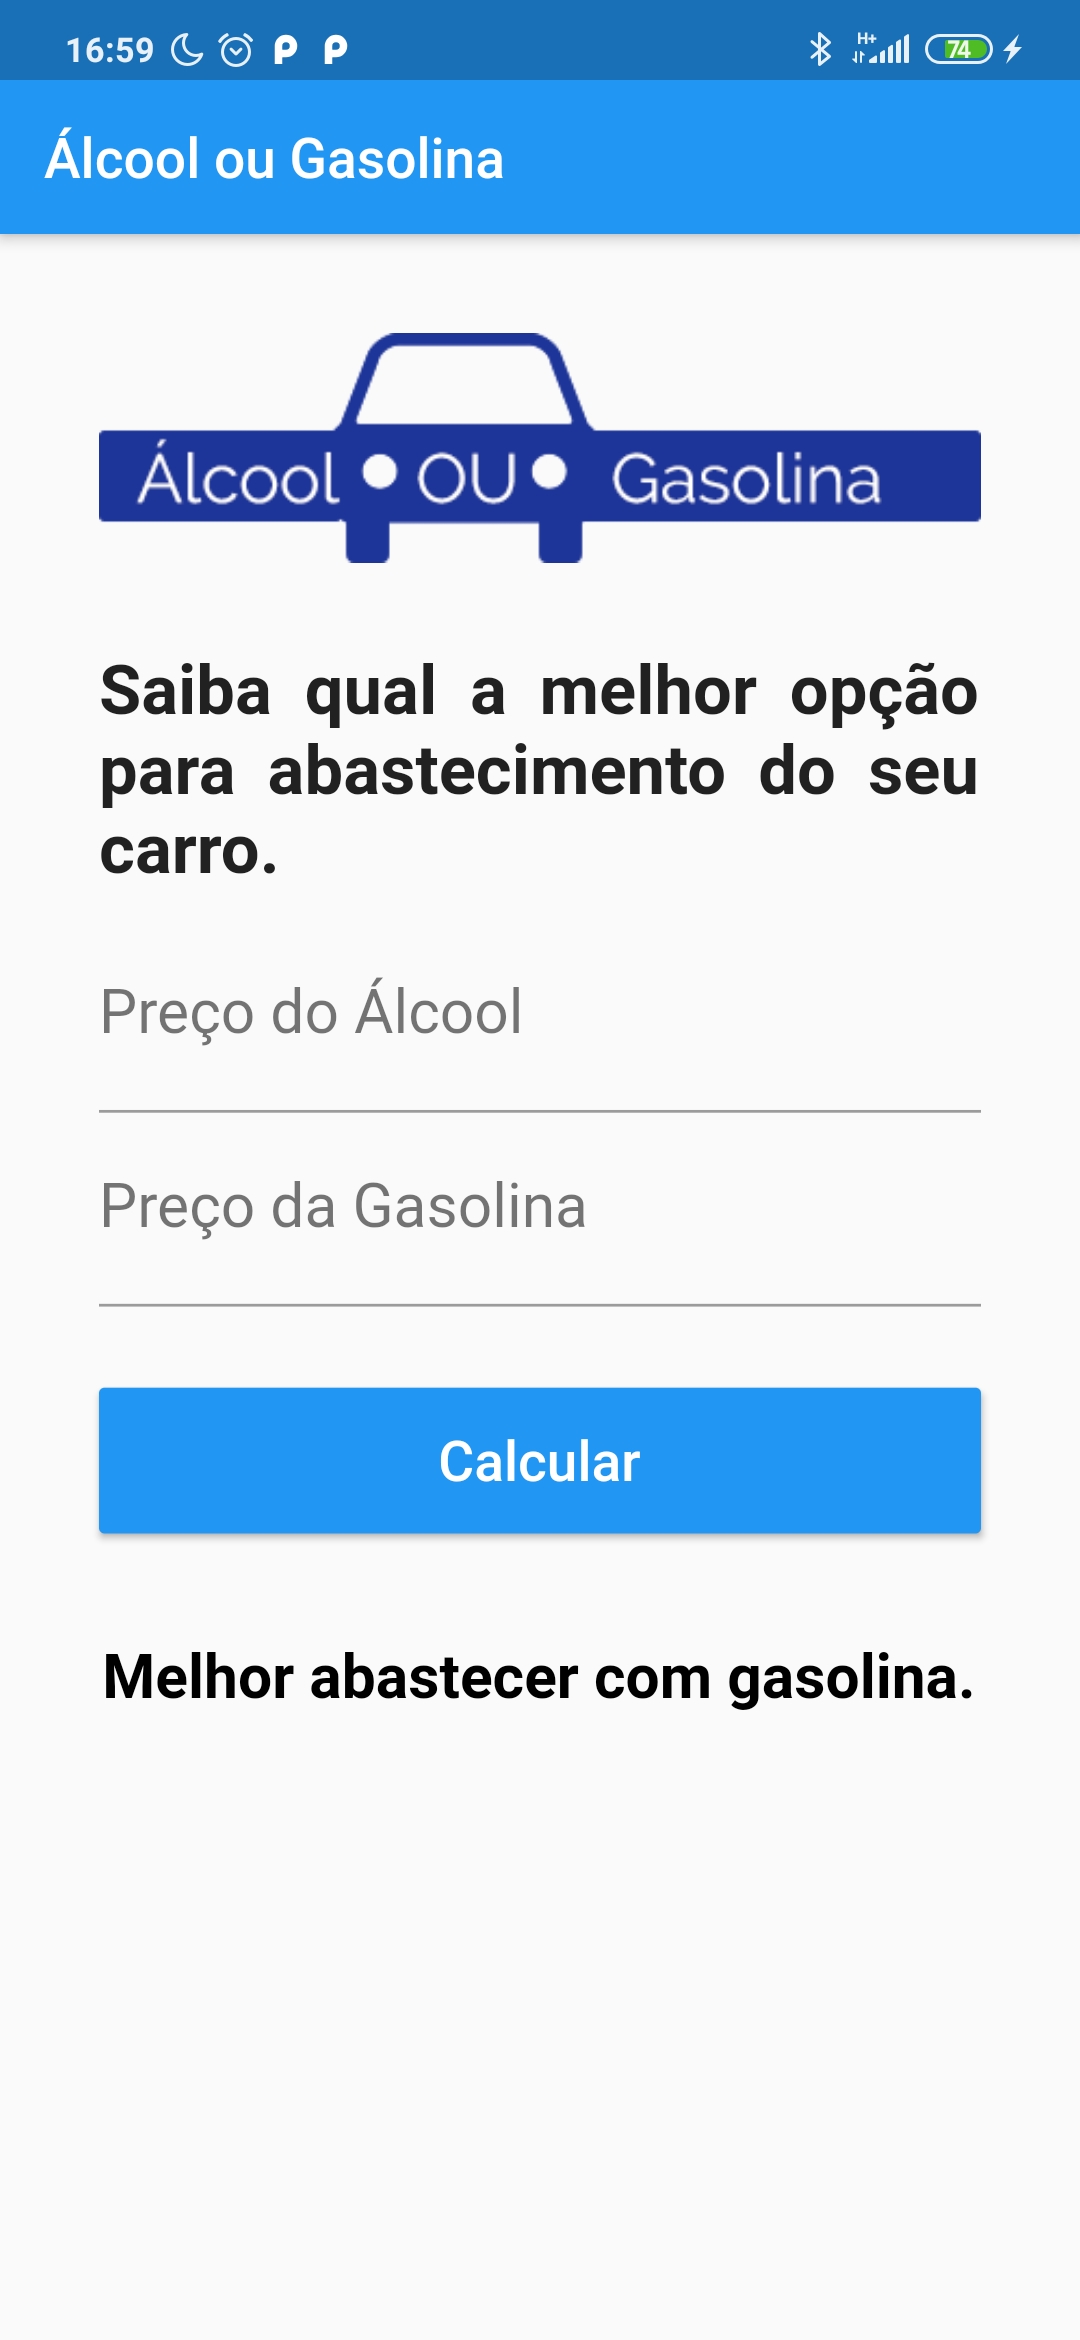 16:59
H+
74
Álcool ou Gasolina
Álcool OU Gasolina
Saiba qual a melhor opção
para abastecimento do seu
carro.
Preço do Álcool
Preço da Gasolina
Calcular
Melhor abastecer com gasolina.